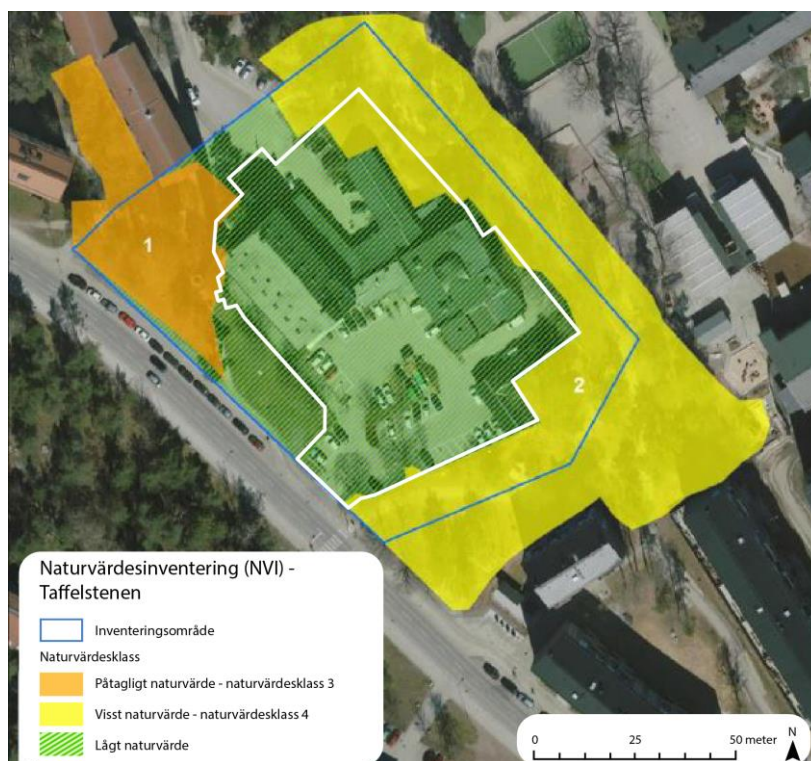 1
2
Naturvärdesinventering (NVI) -
Taffelstenen
Inventeringsområde
Naturvärdesklass
Påtagligt naturvärde - naturvärdesklass 3
Visst naturvärde - naturvärdesklass 4
Lågt naturvärde
0 25 50 meter
N